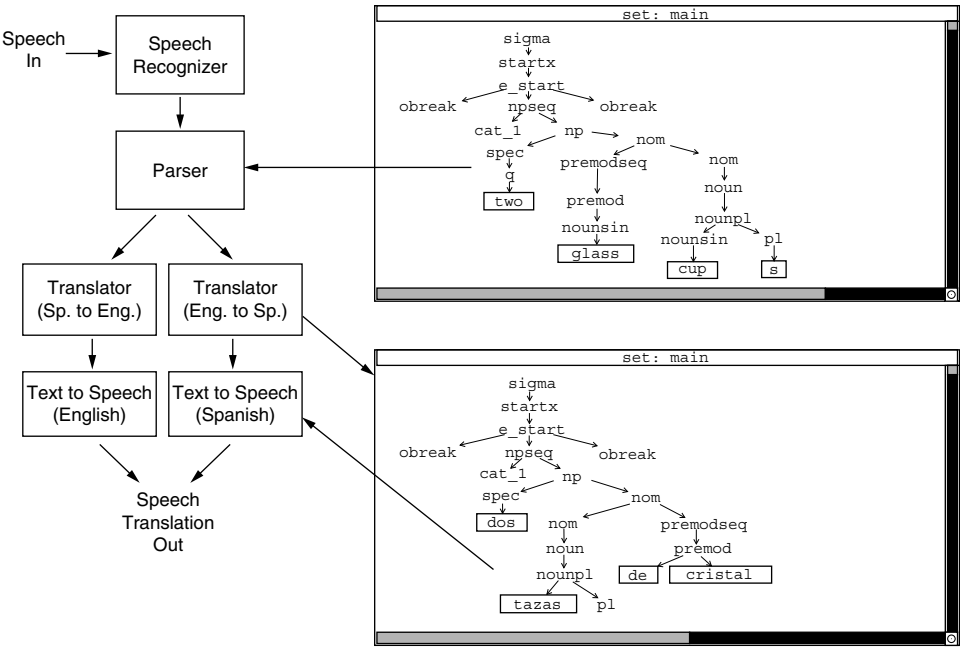 Speech
In
Speech
Recognizer
Parser
Translator
(Sp. to Eng.)
Translator
(Eng. to Sp.)
Text to Speech
(English)
Text to Speech
(Spanish)
Speech
Translation
Out
set: main
sigma
startx
e_start
obreak npseq obreak
cat_1 np nom
spec premodseq nom
q noun
two premod nounpl
nounsin nounsin pl
glass cup s
set: main
sigma
startx
e_start
obreak npseq obreak
cat_1 np
spec nom
dos nom premodseq
noun premod
nounpl de cristal
tazas pl